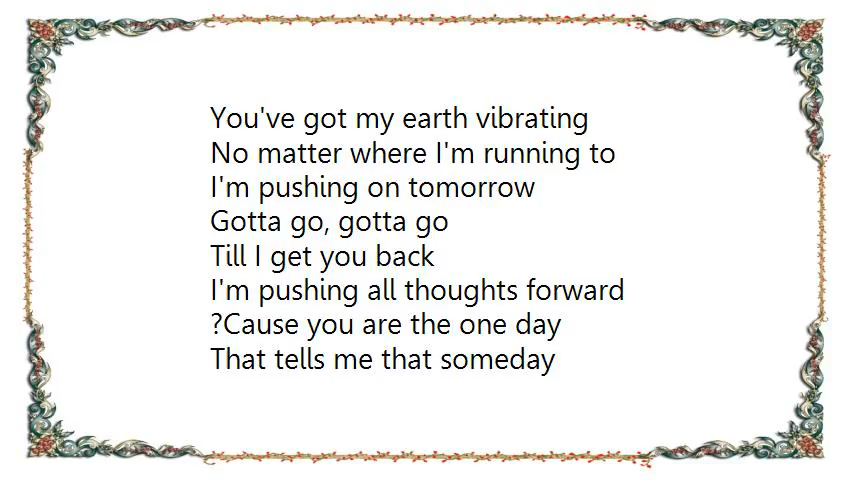 You've got my earth vibrating
No matter where I'm running to
I'm pushing on tomorrow
Gotta go, gotta go
Till I get you back
I'm pushing all thoughts forward
?Cause you are the one day
That tells me that someday